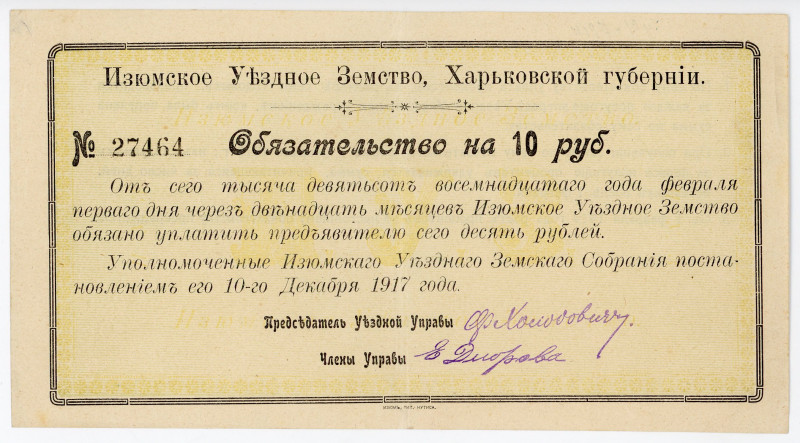 Изюмское Уѣздное Земство, Харьковской губерніи.
№ 27464 Обязательство на 10 руб.
Отъ сего тысяча девятьсотъ восемнадцатаго года февраля
перваго дня черезъ двѣнадцать мѣсяцевъ Изюмское Уѣздное Земство
обязано уплатить предъявителю сего десять рублей.
Уполномоченные Изюмскаго Уѣзднаго Земскаго Собранія поста-
новленіемъ его 10-го Декабря 1917 года.
Предсѣдатель Уѣздной Управы
Члены Управы